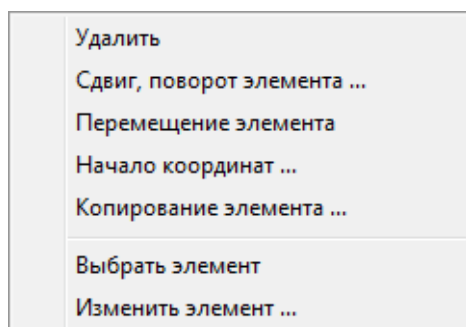 Удалить
Сдвиг, поворот элемента ...
Перемещение элемента
Начало координат ...
Копирование элемента ...
Выбрать элемент
Изменить элемент ...